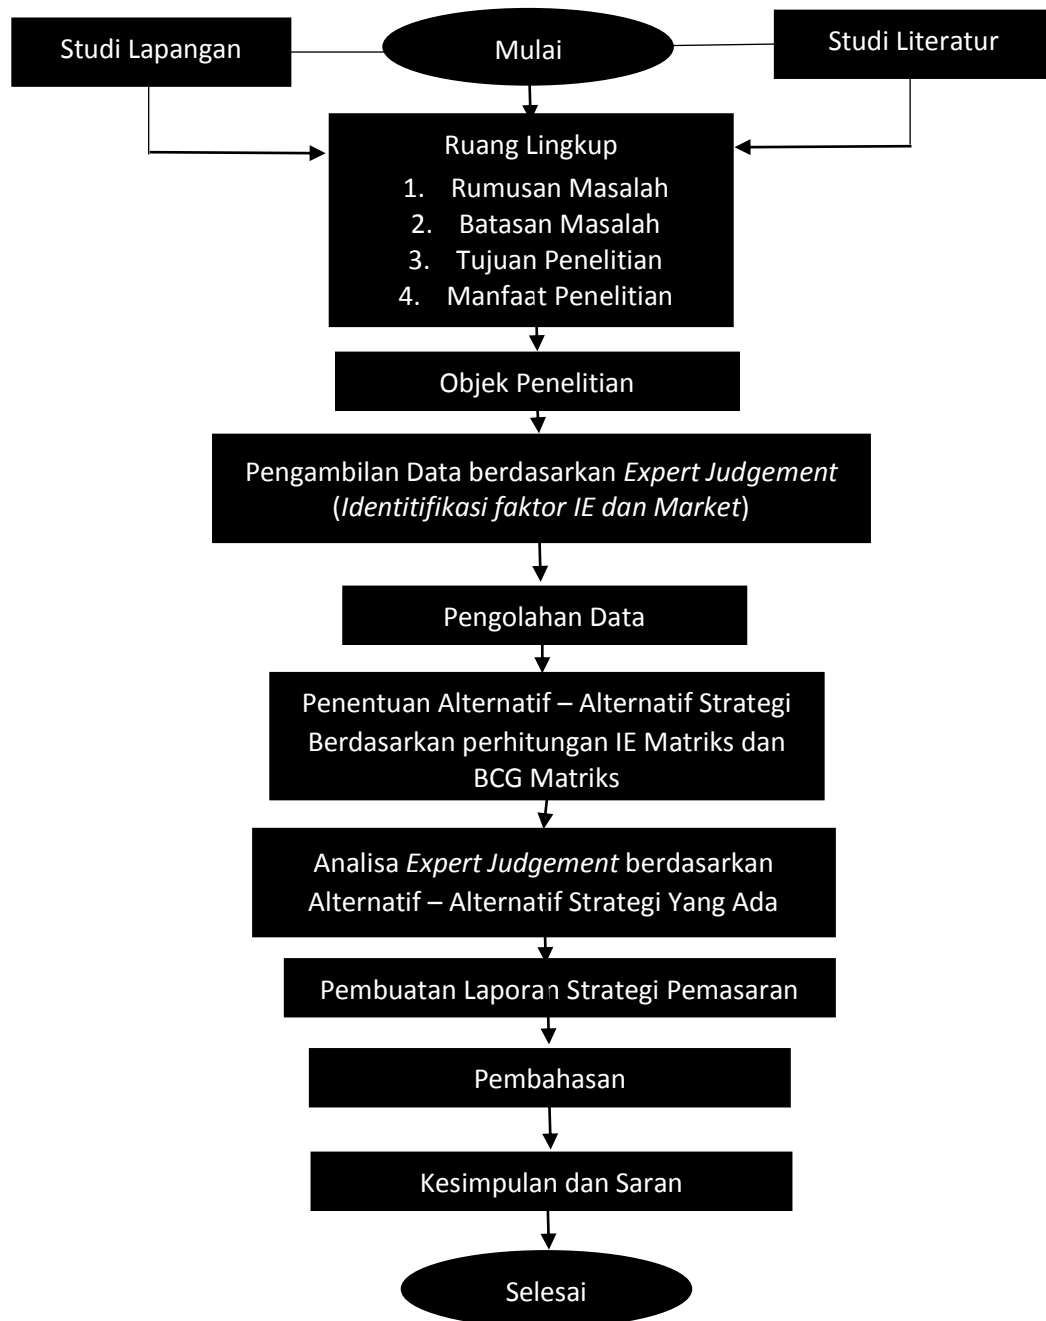 Studi Lapangan
Mulai
Studi Literatur
Ruang Lingkup
1. Rumusan Masalah
2. Batasan Masalah
3. Tujuan Penelitian
4. Manfaat Penelitian
Objek Penelitian
Pengambilan Data berdasarkan Expert Judgement
(Identitifikasi faktor IE dan Market)
Pengolahan Data
Penentuan Alternatif – Alternatif Strategi
Berdasarkan perhitungan IE Matriks dan
BCG Matriks
Analisa Expert Judgement berdasarkan
Alternatif – Alternatif Strategi Yang Ada
Pembuatan Laporan Strategi Pemasaran
Pembahasan
Kesimpulan dan Saran
Selesai